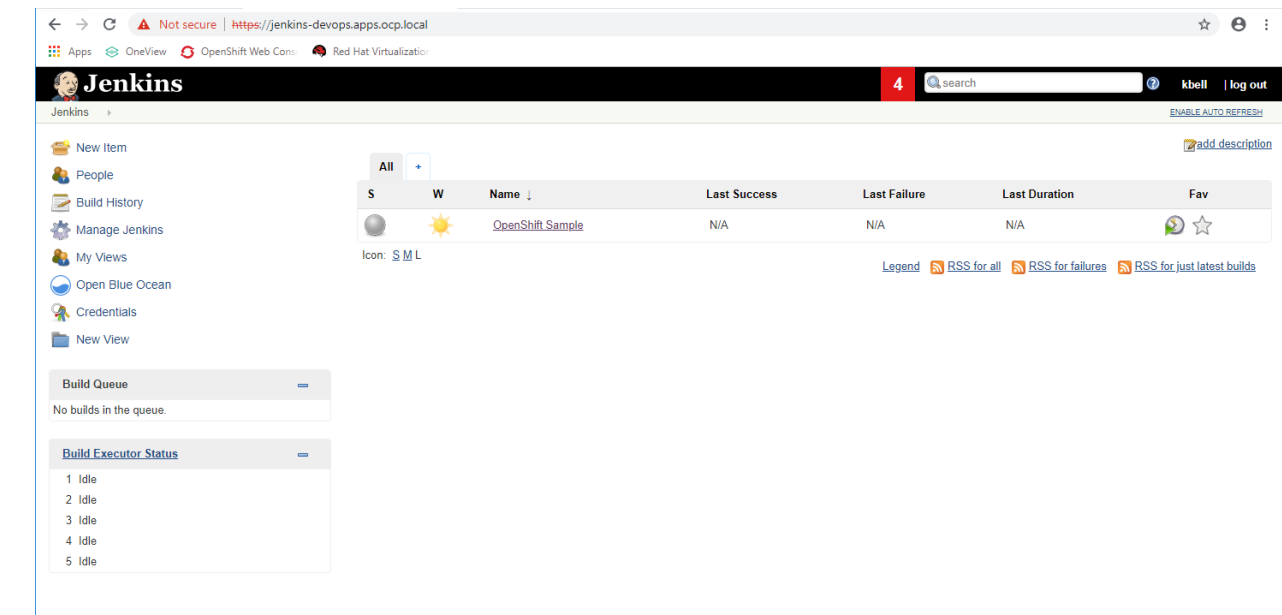 Not secure | https://jenkins-devops.apps.ocp.local
Apps OneView OpenShift Web Cons Red Hat Virtualization
Jenkins 4 search kbell | log out
Jenkins ENABLE AUTO REFRESH
add description
New Item
People
Build History
Manage Jenkins
My Views
Open Blue Ocean
Credentials
New View
All +
S W Name ↓ Last Success Last Failure Last Duration Fav
OpenShift Sample N/A N/A N/A
Icon: S M L
Legend RSS for all RSS for failures RSS for just latest builds
Build Queue
No builds in the queue.
Build Executor Status
1 Idle
2 Idle
3 Idle
4 Idle
5 Idle